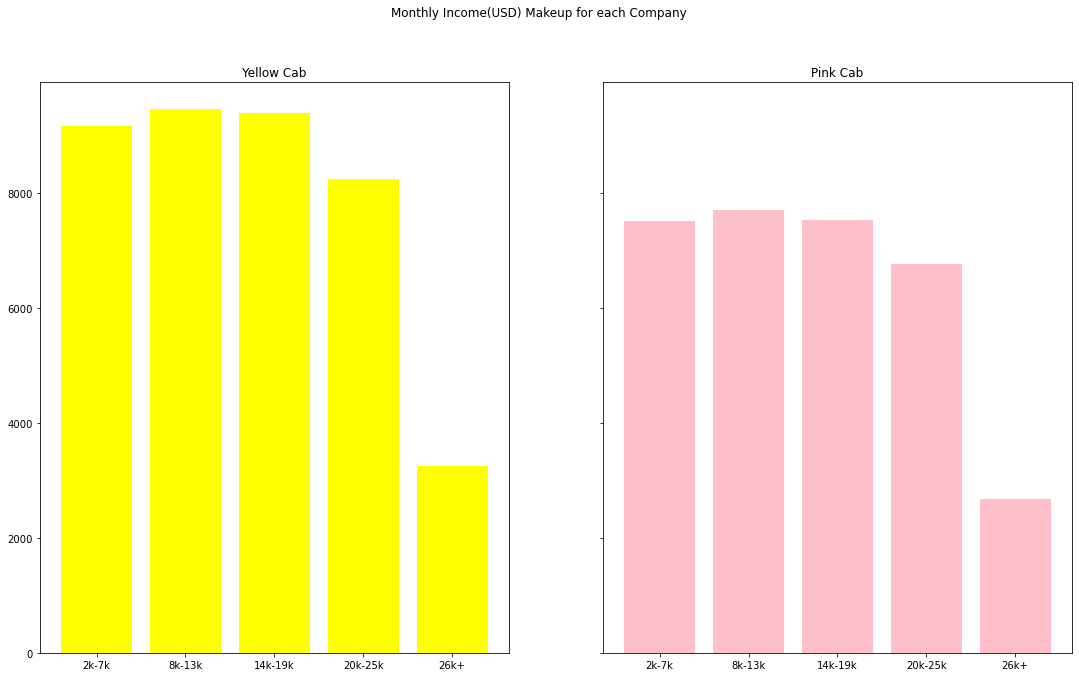 Monthly Income(USD) Makeup for each Company
Yellow Cab
Pink Cab
8000
6000
4000
2000
0
2k-7k
8k-13k
14k-19k
20k-25k
26k+
2k-7k
8k-13k
14k-19k
20k-25k
26k+